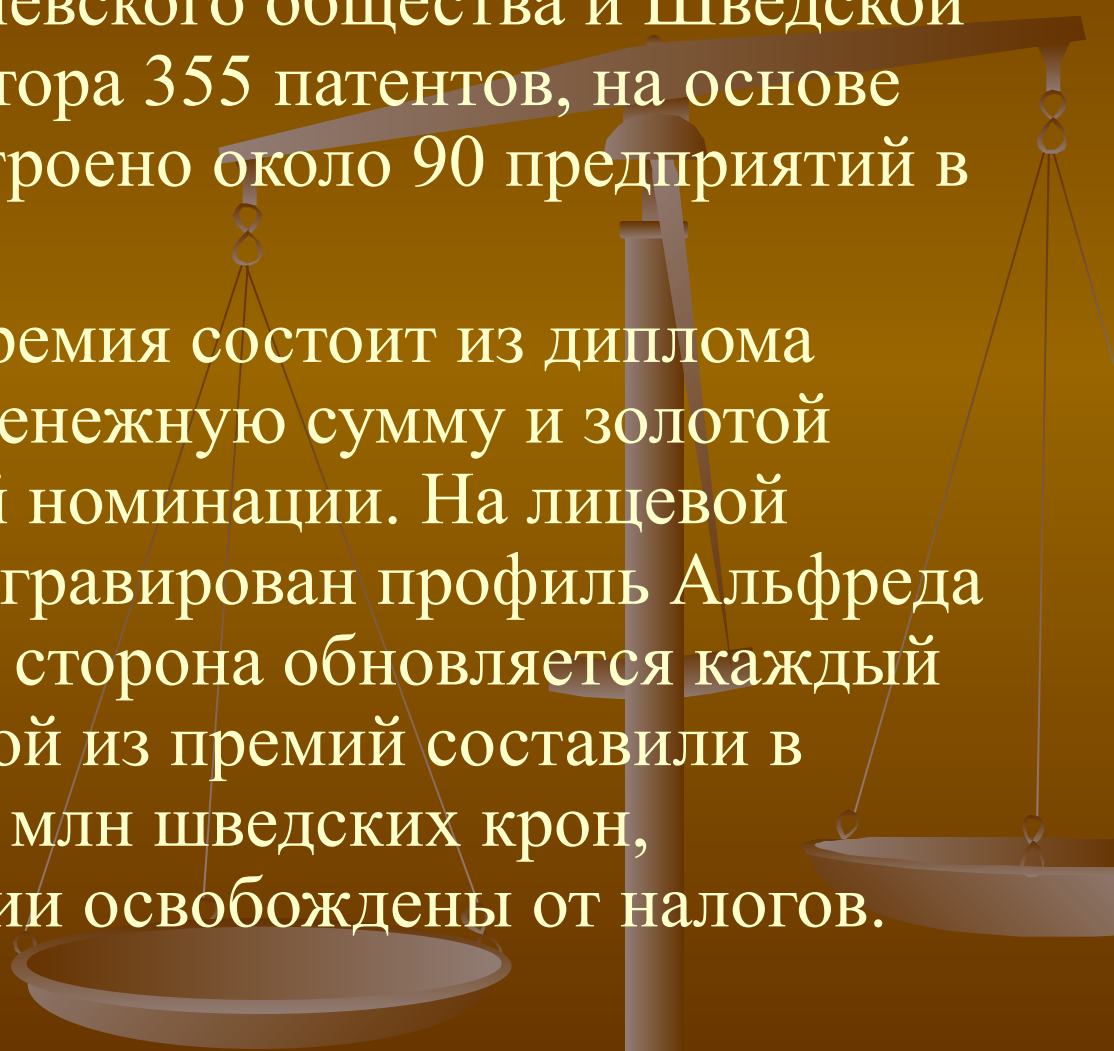 левского общества и Шведской
тора 355 патентов, на основе
троено около 90 предприятий в
ремия состоит из диплома
енежную сумму и золотой
й номинации. На лицевой
гравирован профиль Альфреда
сторона обновляется каждый
ой из премий составили в
млн шведских крон,
ии освобождены от налогов.